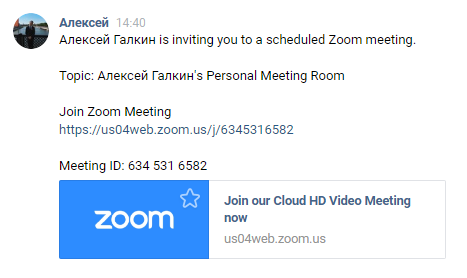 Алексей 14:40
Алексей Галкин is inviting you to a scheduled Zoom meeting.
Topic: Алексей Галкин's Personal Meeting Room
Join Zoom Meeting
https://us04web.zoom.us/j/6345316582
Meeting ID: 634 531 6582
zoom
Join our Cloud HD Video Meeting
now
us04web.zoom.us